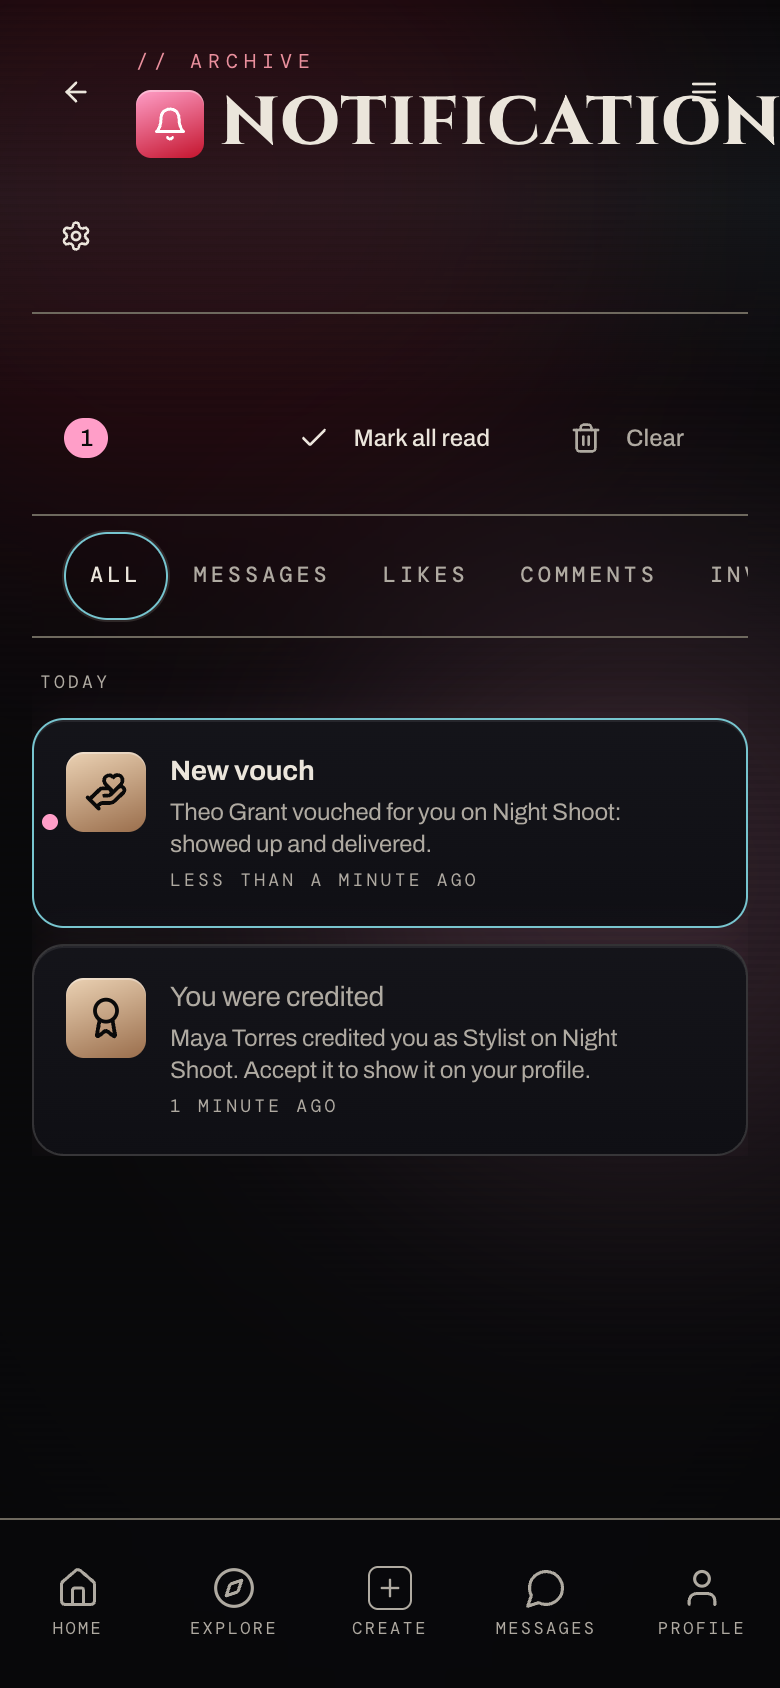 // ARCHIVE
NOTIFICATION
1
Mark all read
Clear
ALL
MESSAGES
LIKES
COMMENTS
INV
TODAY
New vouch
Theo Grant vouched for you on Night Shoot:
showed up and delivered.
LESS THAN A MINUTE AGO
You were credited
Maya Torres credited you as Stylist on Night
Shoot. Accept it to show it on your profile.
1 MINUTE AGO
HOME
EXPLORE
CREATE
MESSAGES
PROFILE